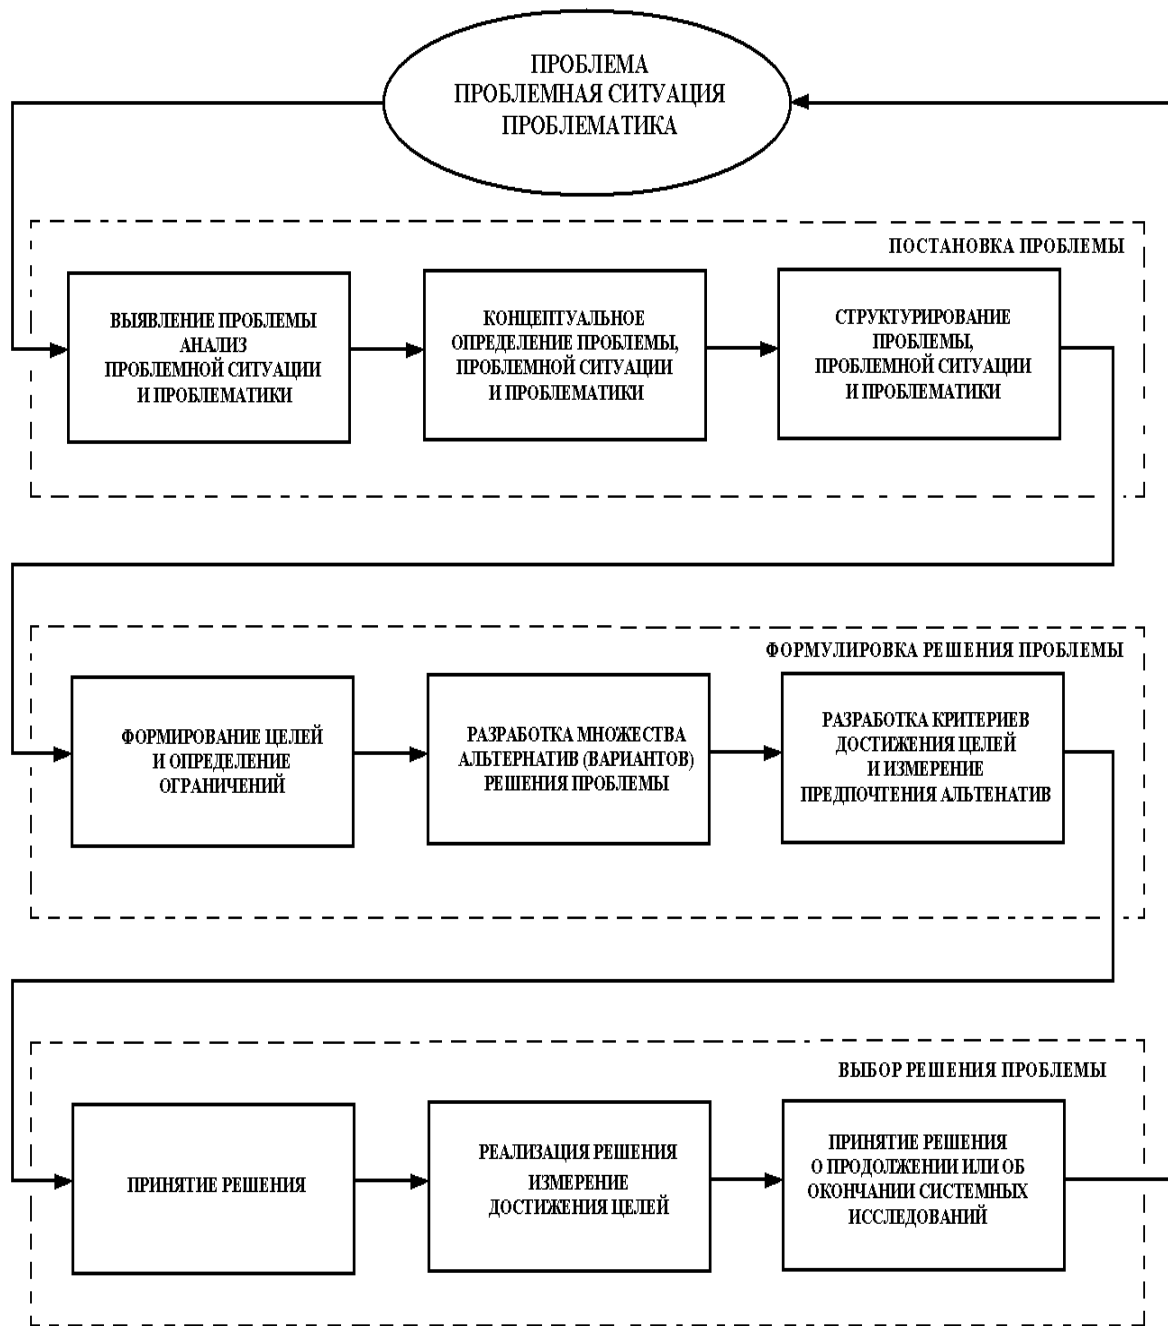 ПРОБЛЕМА
ПРОБЛЕМНАЯ СИТУАЦИЯ
ПРОБЛЕМАТИКА
ПОСТАНОВКА ПРОБЛЕМЫ
ВЫЯВЛЕНИЕ ПРОБЛЕМЫ
АНАЛИЗ
ПРОБЛЕМНОЙ СИТУАЦИИ
И ПРОБЛЕМАТИКИ
КОНЦЕПТУАЛЬНОЕ
ОПРЕДЕЛЕНИЕ ПРОБЛЕМЫ,
ПРОБЛЕМНОЙ СИТУАЦИИ
И ПРОБЛЕМАТИКИ
СТРУКТУРИРОВАНИЕ
ПРОБЛЕМЫ,
ПРОБЛЕМНОЙ СИТУАЦИИ
И ПРОБЛЕМАТИКИ
ФОРМУЛИРОВКА РЕШЕНИЯ ПРОБЛЕМЫ
ФОРМИРОВАНИЕ ЦЕЛЕЙ
И ОПРЕДЕЛЕНИЕ
ОГРАНИЧЕНИЙ
РАЗРАБОТКА МНОЖЕСТВА
АЛЬТЕРНАТИВ (ВАРИАНТОВ)
РЕШЕНИЯ ПРОБЛЕМЫ
РАЗРАБОТКА КРИТЕРИЕВ
ДОСТИЖЕНИЯ ЦЕЛЕЙ
И ИЗМЕРЕНИЕ
ПРЕДПОЧТЕНИЯ АЛЬТЕНАТИВ
ВЫБОР РЕШЕНИЯ ПРОБЛЕМЫ
ПРИНЯТИЕ РЕШЕНИЯ
РЕАЛИЗАЦИЯ РЕШЕНИЯ
ИЗМЕРЕНИЕ
ДОСТИЖЕНИЯ ЦЕЛЕЙ
ПРИНЯТИЕ РЕШЕНИЯ
О ПРОДОЛЖЕНИИ ИЛИ ОБ
ОКОНЧАНИИ СИСТЕМНЫХ
ИССЛЕДОВАНИЙ